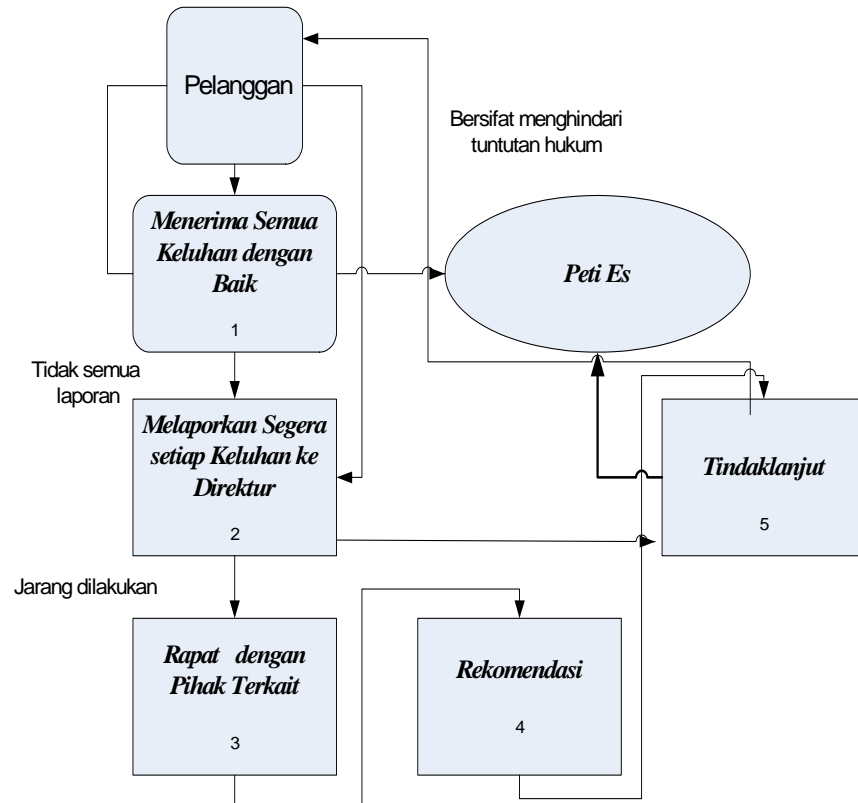 Pelanggan
Bersifat menghindari
tuntutan hukum
Menerima Semua
Keluhan dengan
Baik
1
Peti Es
Tidak semua
laporan
Melaporkan Segera
setiap Keluhan ke
Direktur
2
Tindaklanjut
5
Jarang dilakukan
Rapat dengan
Pihak Terkait
3
Rekomendasi
4